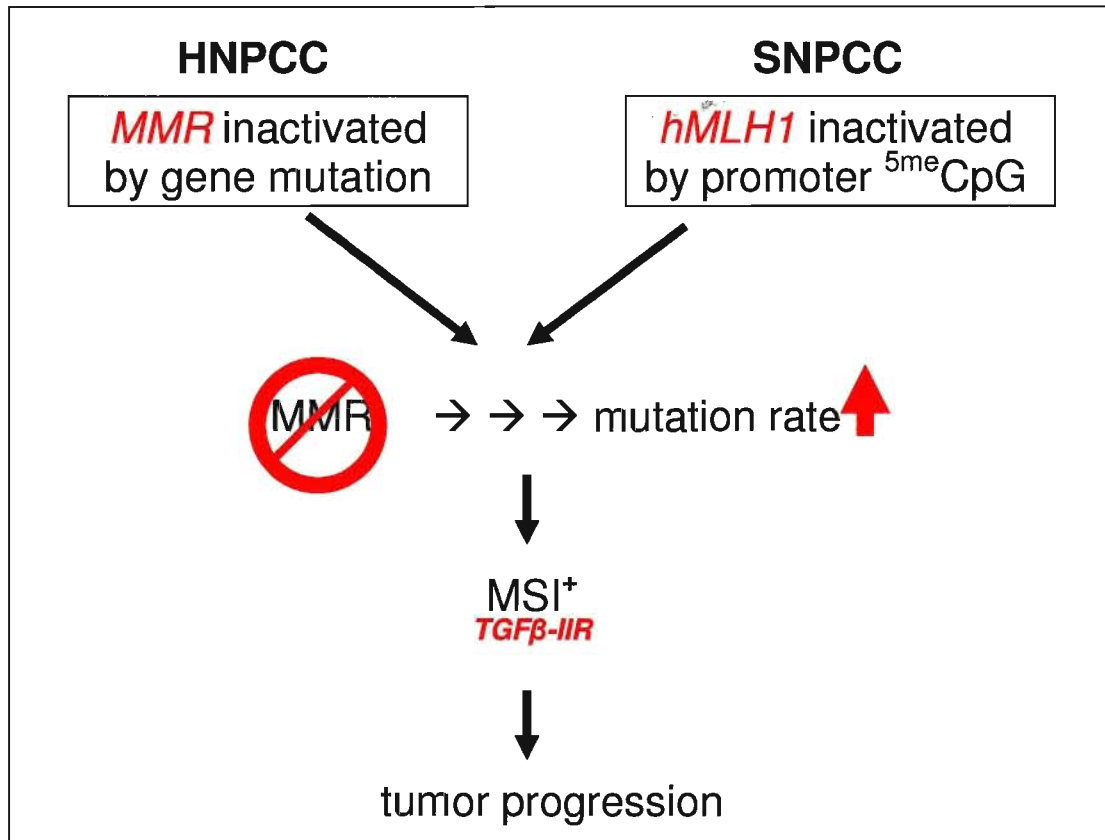 HNPCC
MMR inactivated
by gene mutation
SNPCC
hMLH1 inactivated
by promoter ⁵ᵐᵉCpG
MMR → → → mutation rate
MSI⁺
TGFβ-IIR
tumor progression